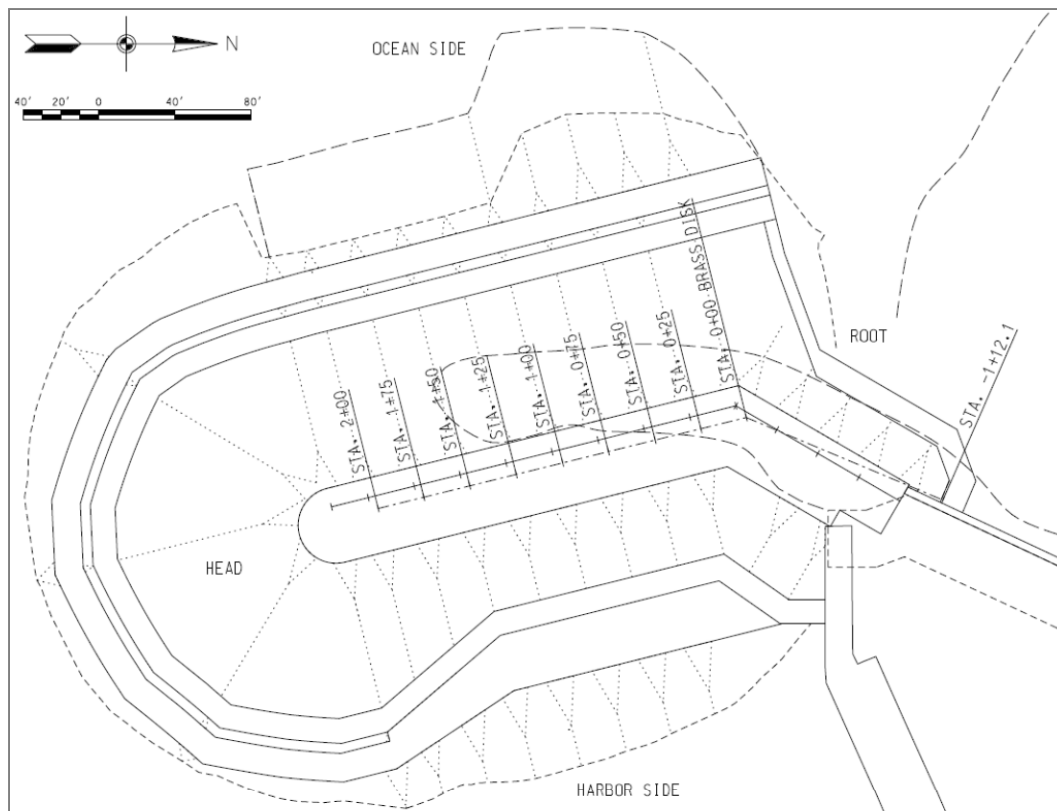 N
OCEAN SIDE
40' 20' 0 40' 80'
STA. 0+00 BRASS DISK
ROOT
STA. -1+12.1
STA. 0+25
STA. 0+50
STA. 0+75
STA. 1+00
STA. 1+25
STA. 1+50
STA. 1+75
STA. 2+00
HEAD
HARBOR SIDE